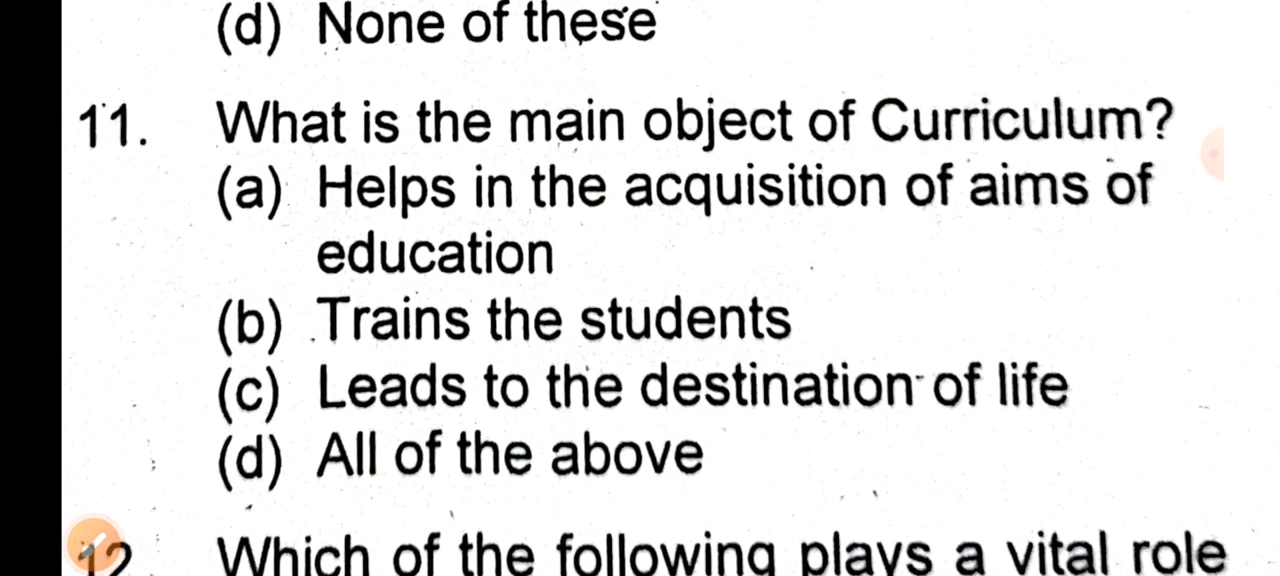 (d) None of these
11. What is the main object of Curriculum?
(a) Helps in the acquisition of aims of
education
(b) Trains the students
(c) Leads to the destination of life
(d) All of the above
12. Which of the following plays a vital role